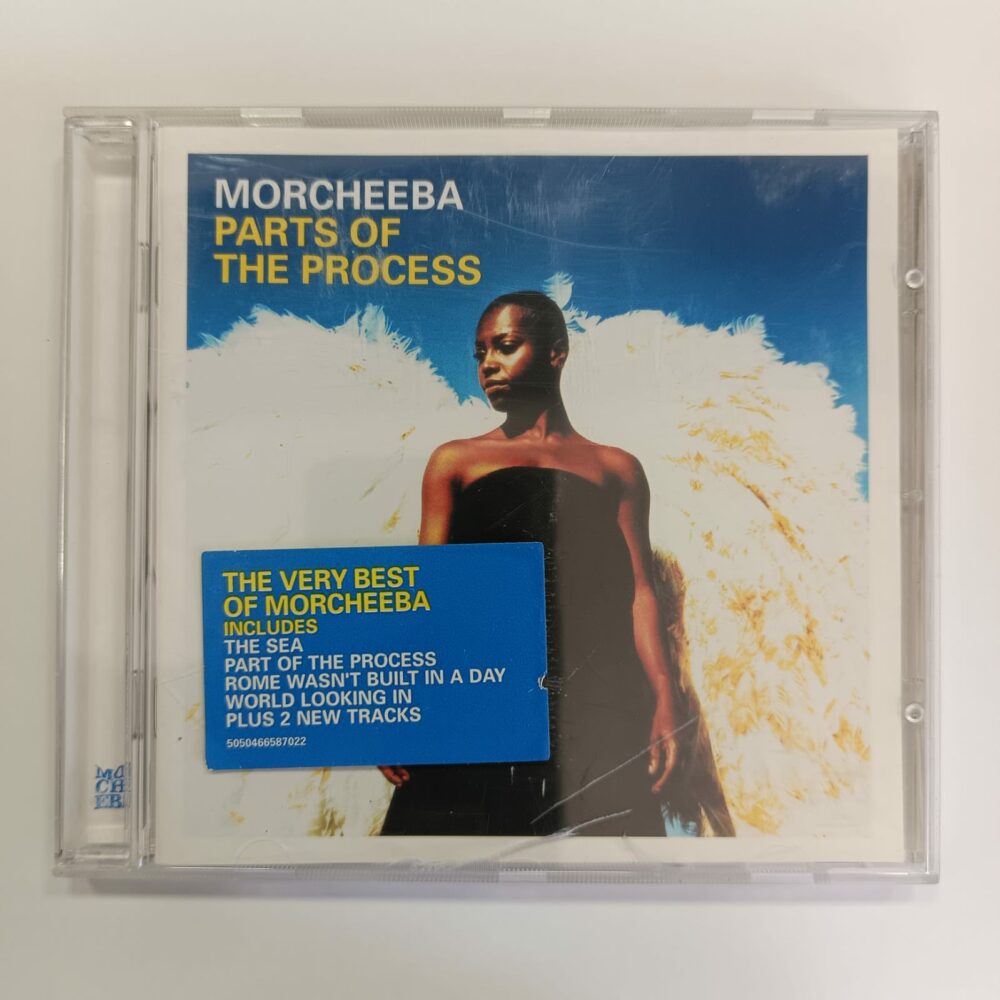 MORCHEEBA
PARTS OF
THE PROCESS
THE VERY BEST
OF MORCHEEBA
INCLUDES
THE SEA
PART OF THE PROCESS
ROME WASN'T BUILT IN A DAY
WORLD LOOKING IN
PLUS 2 NEW TRACKS
5050466587022